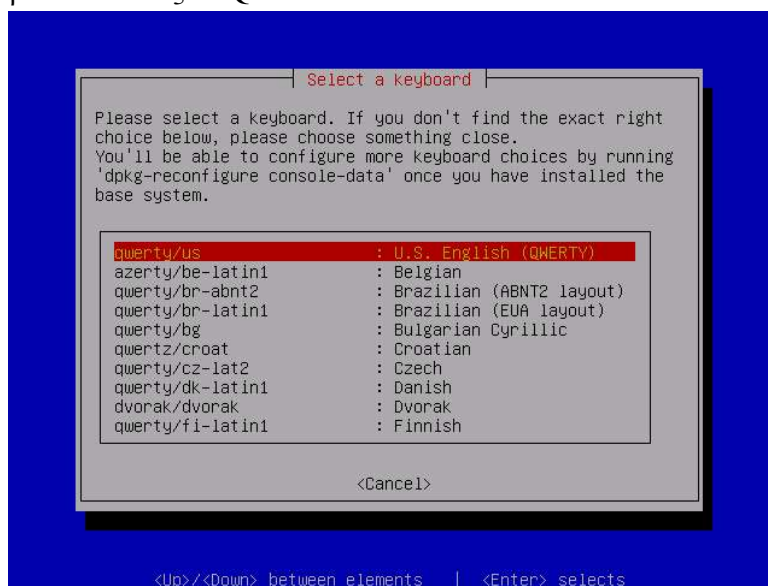 Select a keyboard
Please select a keyboard. If you don't find the exact right
choice below, please choose something close.
You'll be able to configure more keyboard choices by running
'dpkg-reconfigure console-data' once you have installed the
base system.
qwerty/us : U.S. English (QWERTY)
azerty/be-latin1 : Belgian
qwerty/br-abnt2 : Brazilian (ABNT2 layout)
qwerty/br-latin1 : Brazilian (EUA layout)
qwerty/bg : Bulgarian Cyrillic
qwertz/croat : Croatian
qwerty/cz-lat2 : Czech
qwerty/dk-latin1 : Danish
dvorak/dvorak : Dvorak
qwerty/fi-latin1 : Finnish
<Cancel>
<Up>/<Down> between elements | <Enter> selects